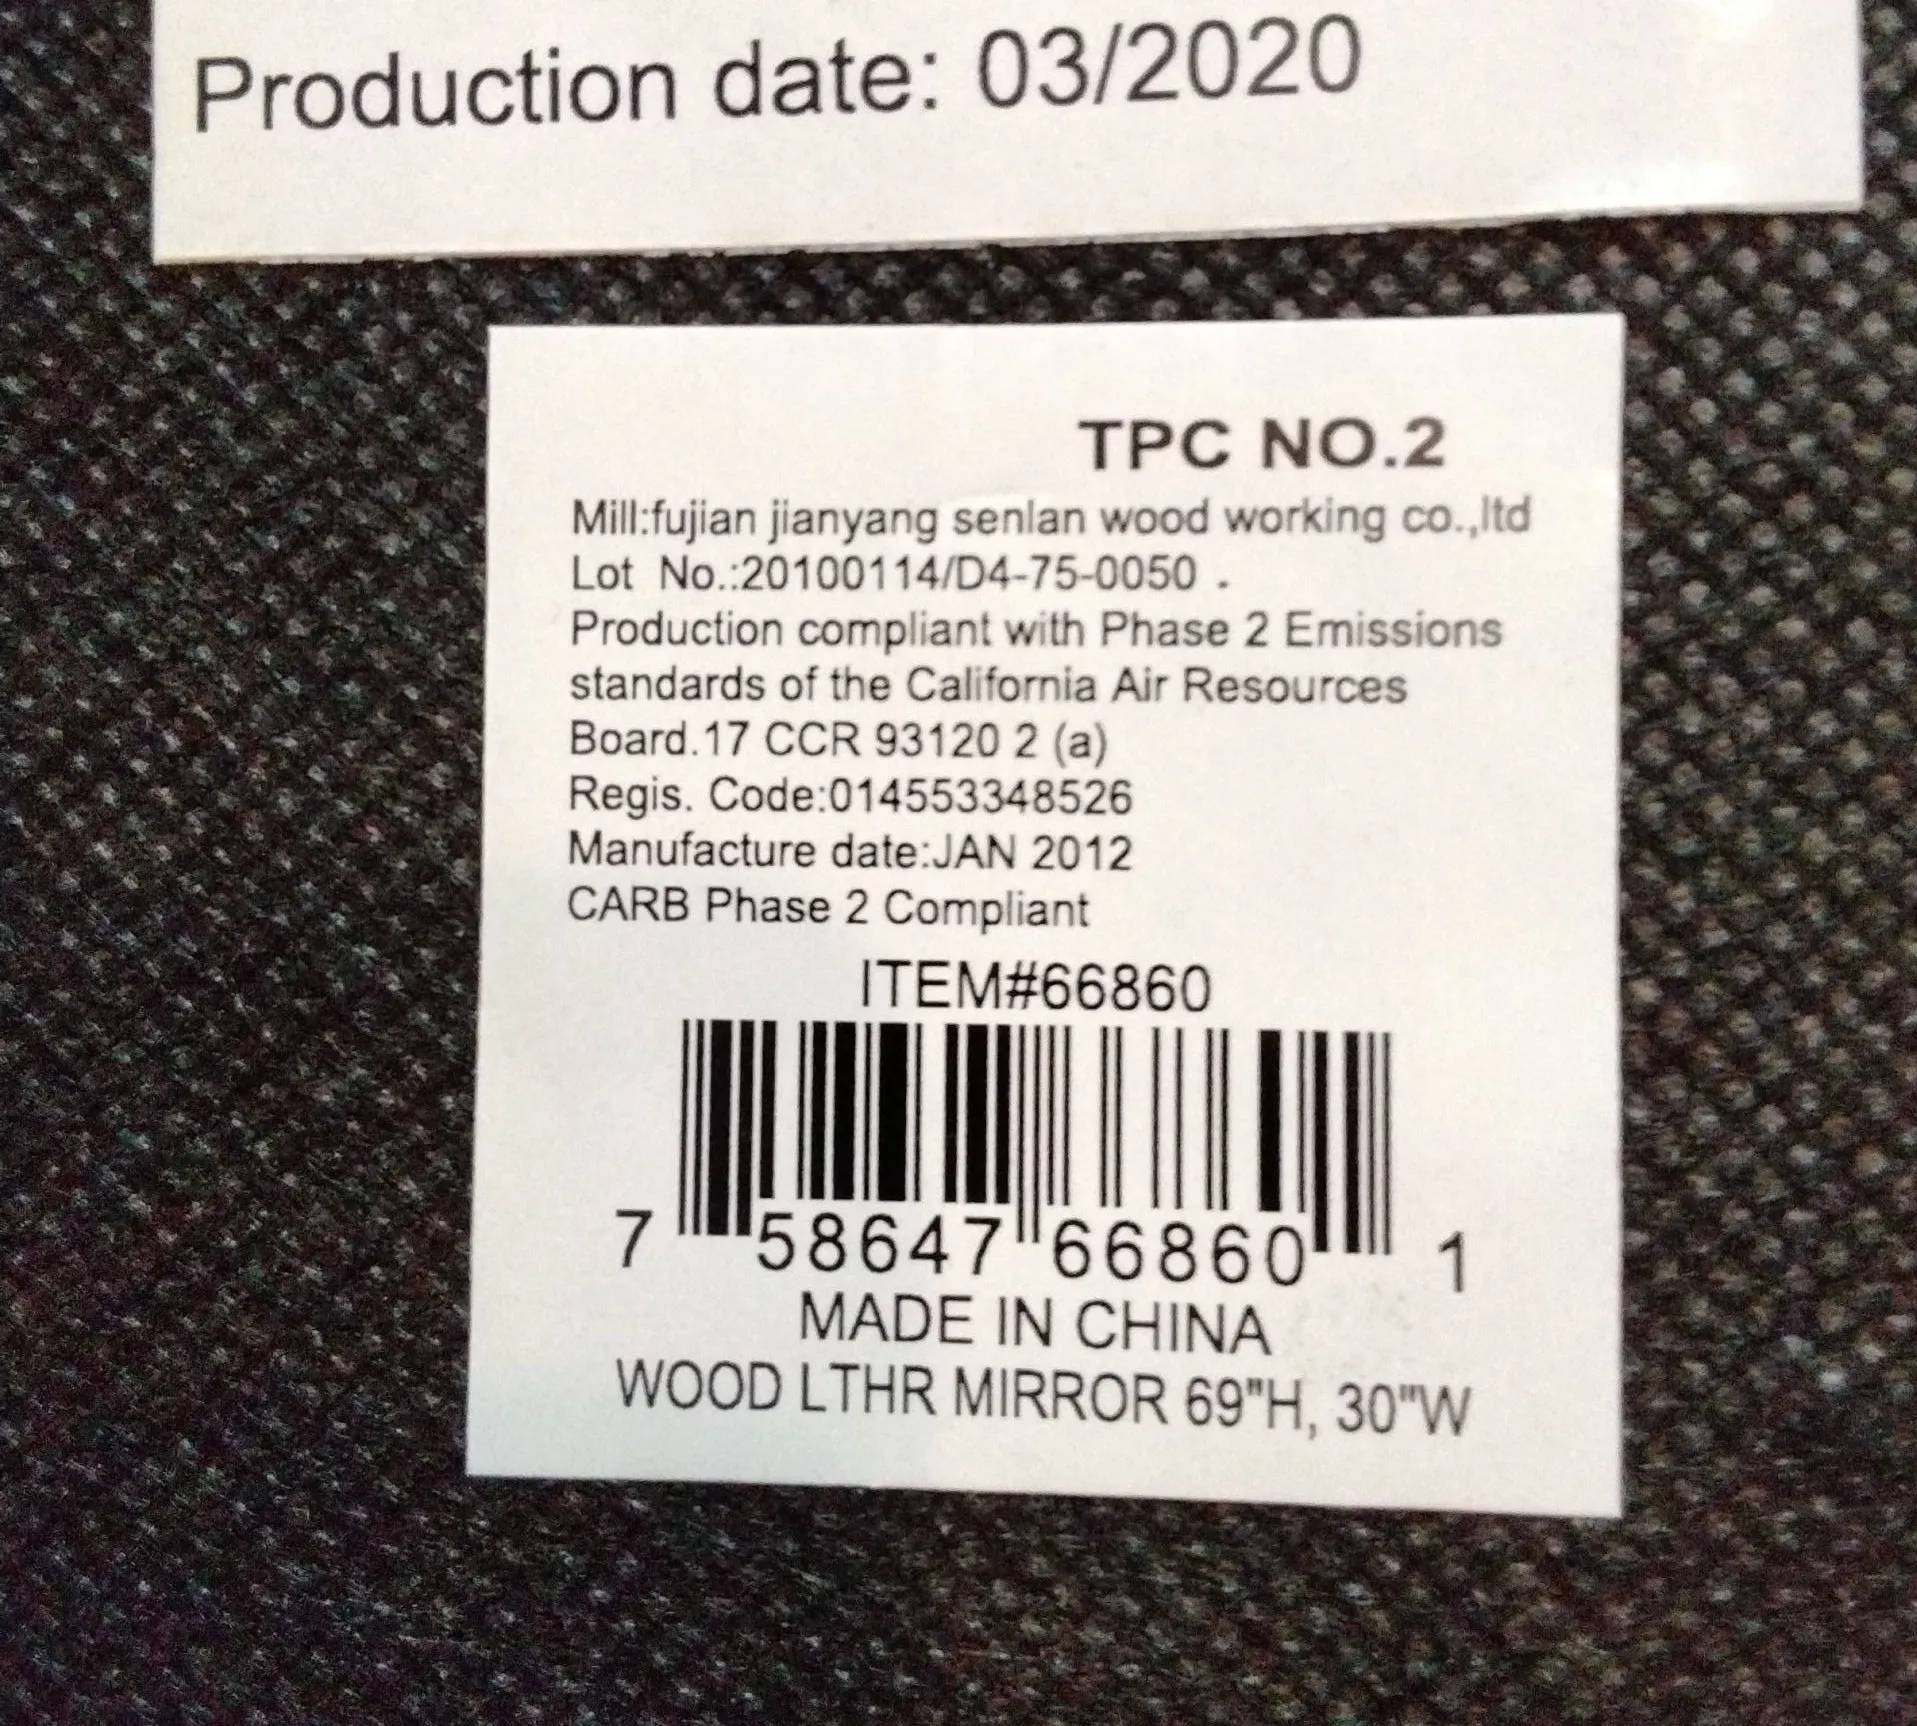 Production date: 03/2020
TPC NO.2
Mill:fujian jianyang senlan wood working co.,ltd
Lot No.:20100114/D4-75-0050 .
Production compliant with Phase 2 Emissions
standards of the California Air Resources
Board.17 CCR 93120 2 (a)
Regis. Code:014553348526
Manufacture date:JAN 2012
CARB Phase 2 Compliant
ITEM#66860
7 58647 66860 1
MADE IN CHINA
WOOD LTHR MIRROR 69"H, 30"W